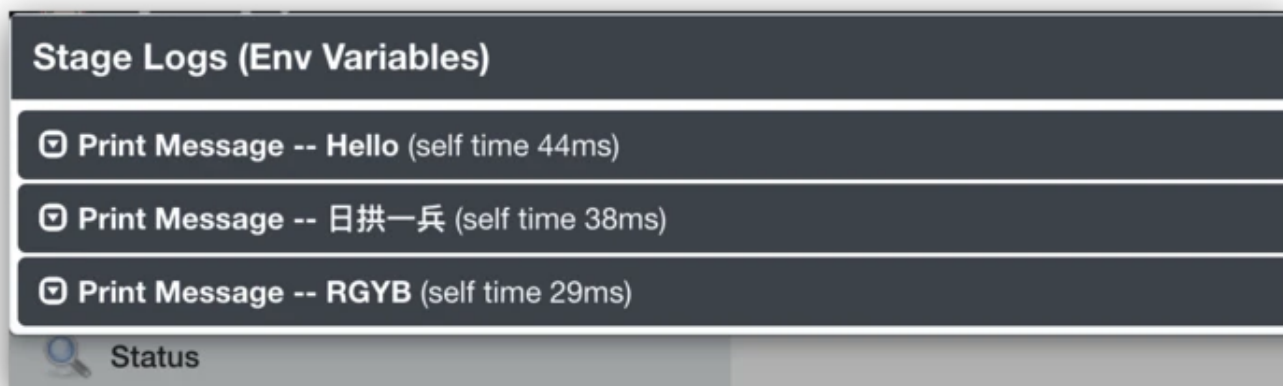 Stage Logs (Env Variables)
Print Message -- Hello (self time 44ms)
Print Message -- 日拱一兵 (self time 38ms)
Print Message -- RGYB (self time 29ms)
Status